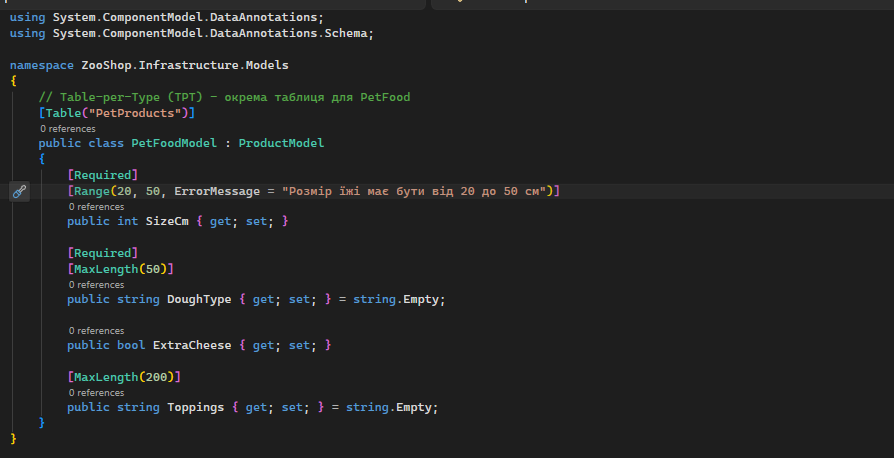 using System.ComponentModel.DataAnnotations;
using System.ComponentModel.DataAnnotations.Schema;
namespace ZooShop.Infrastructure.Models
{
// Table-per-Type (TPT) - окрема таблиця для PetFood
[Table("PetProducts")]
0 references
public class PetFoodModel : ProductModel
{
[Required]
[Range(20, 50, ErrorMessage = "Розмір їжі має бути від 20 до 50 см")]
0 references
public int SizeCm { get; set; }
[Required]
[MaxLength(50)]
0 references
public string DoughType { get; set; } = string.Empty;
0 references
public bool ExtraCheese { get; set; }
[MaxLength(200)]
0 references
public string Toppings { get; set; } = string.Empty;
}
}